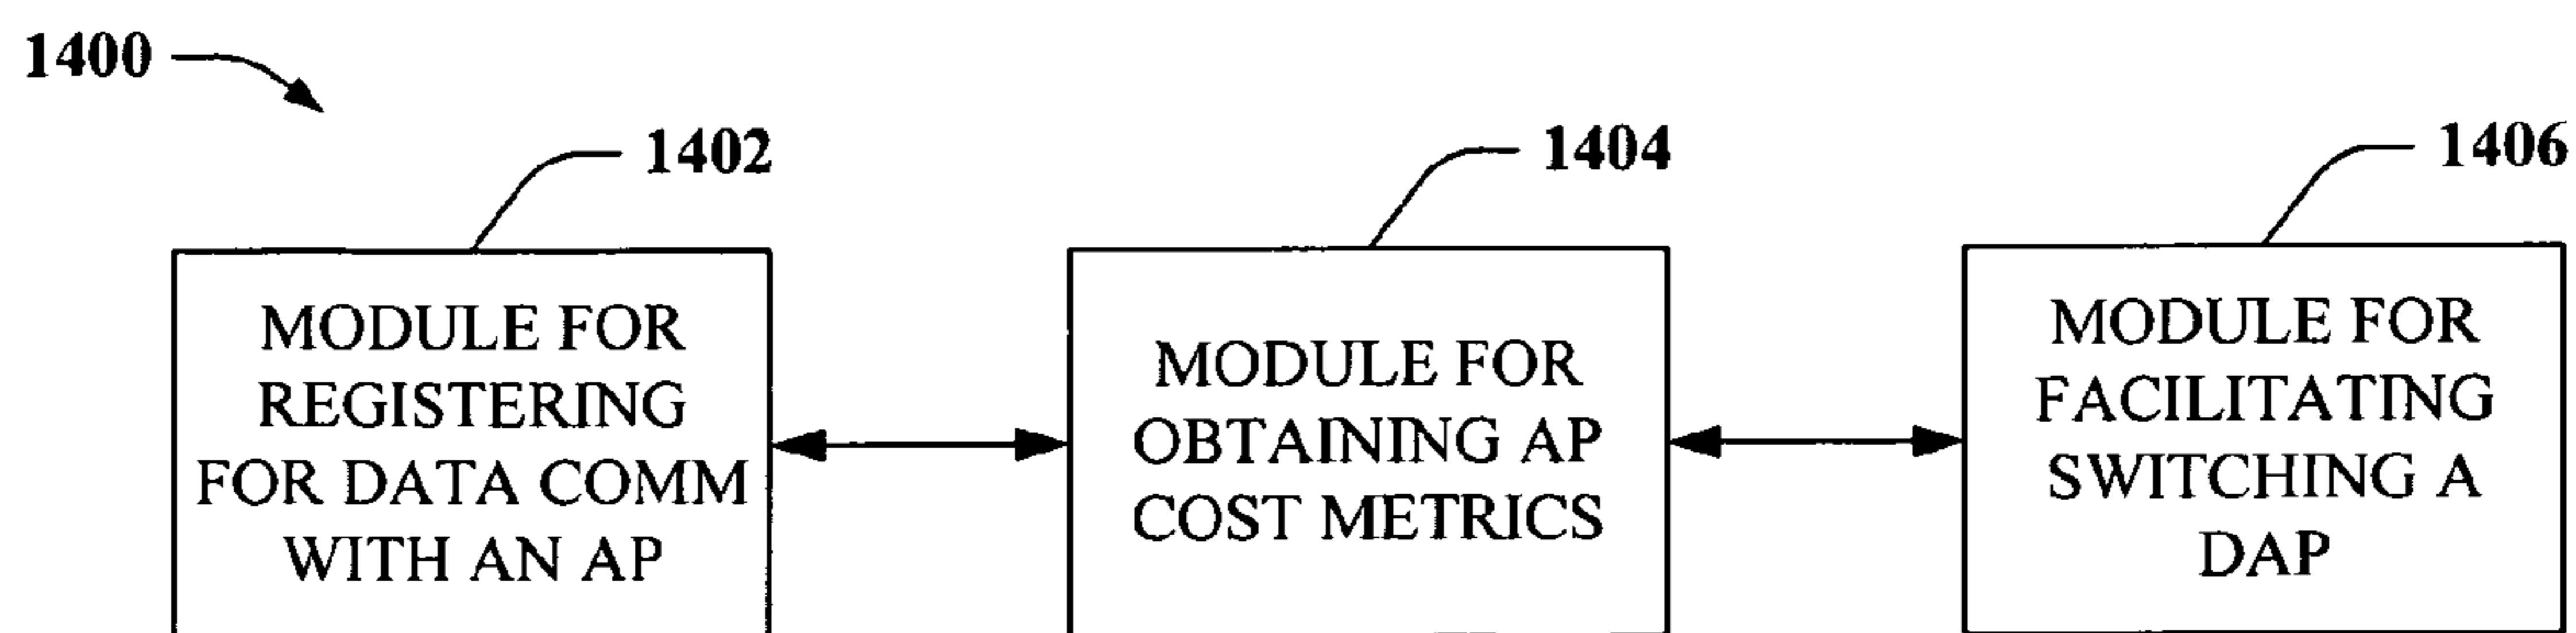 1400
1402
1404
1406
MODULE FOR
REGISTERING
FOR DATA COMM
WITH AN AP
MODULE FOR
OBTAINING AP
COST METRICS
MODULE FOR
FACILITATING
SWITCHING A
DAP